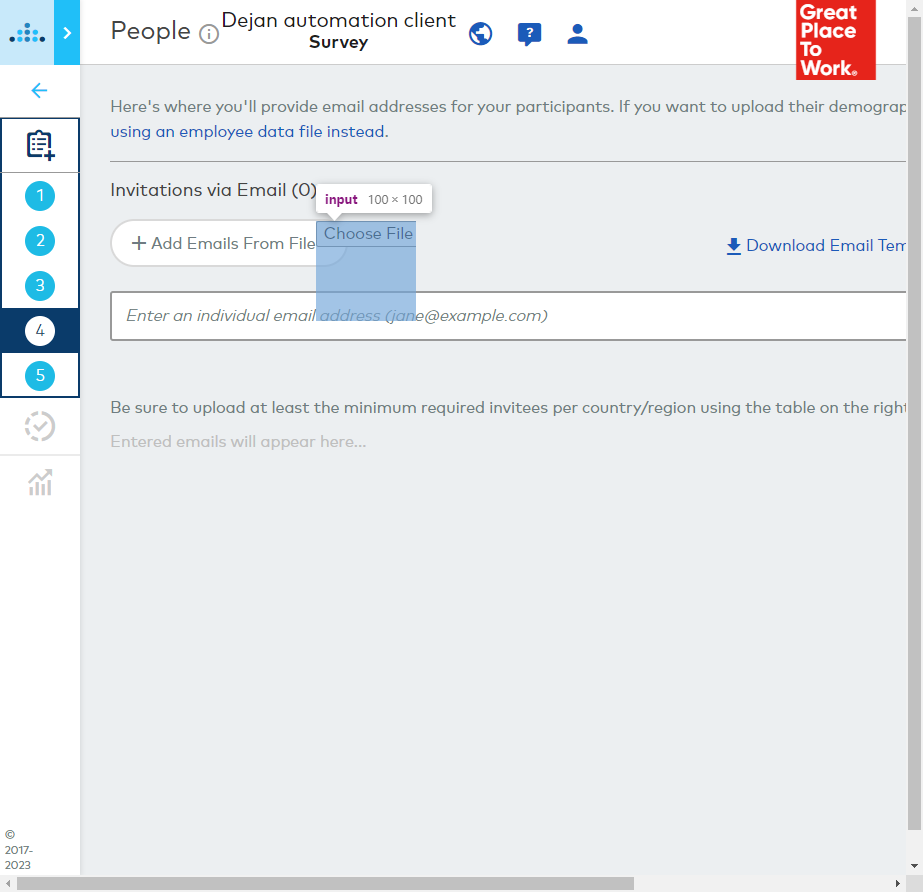 People
Dejan automation client
Survey
?
Great
Place
To
Work.
Here's where you'll provide email addresses for your participants. If you want to upload their demograp
using an employee data file instead.
1
2
3
4
5
Invitations via Email (0)
input 100 × 100
+ Add Emails From File
Choose File
Download Email Tem
Enter an individual email address (jane@example.com)
Be sure to upload at least the minimum required invitees per country/region using the table on the right
Entered emails will appear here...
©
2017-
2023